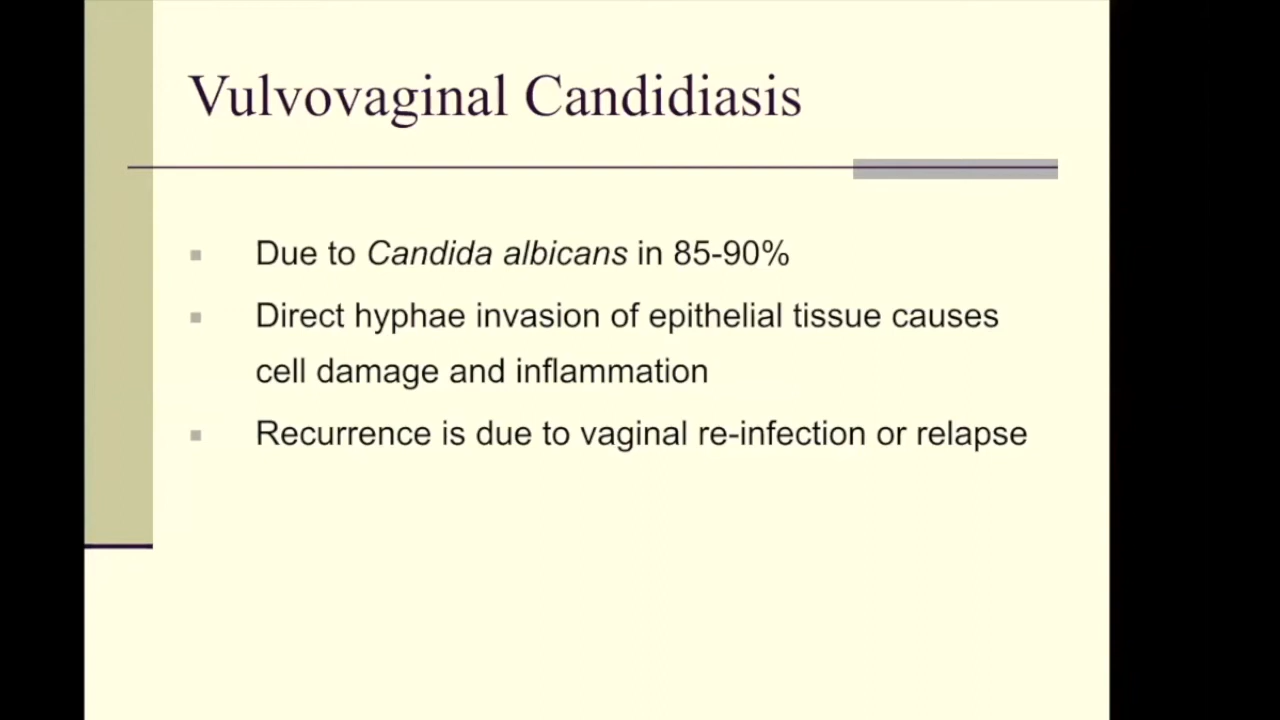 Vulvovaginal Candidiasis
Due to Candida albicans in 85-90%
Direct hyphae invasion of epithelial tissue causes
cell damage and inflammation
Recurrence is due to vaginal re-infection or relapse